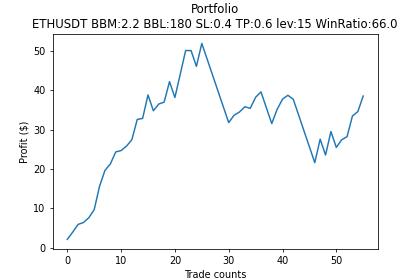 Portfolio
ETHUSDT BBM:2.2 BBL:180 SL:0.4 TP:0.6 lev:15 WinRatio:66.0
50
40
30
20
10
0
Profit ($)
0 10 20 30 40 50
Trade counts